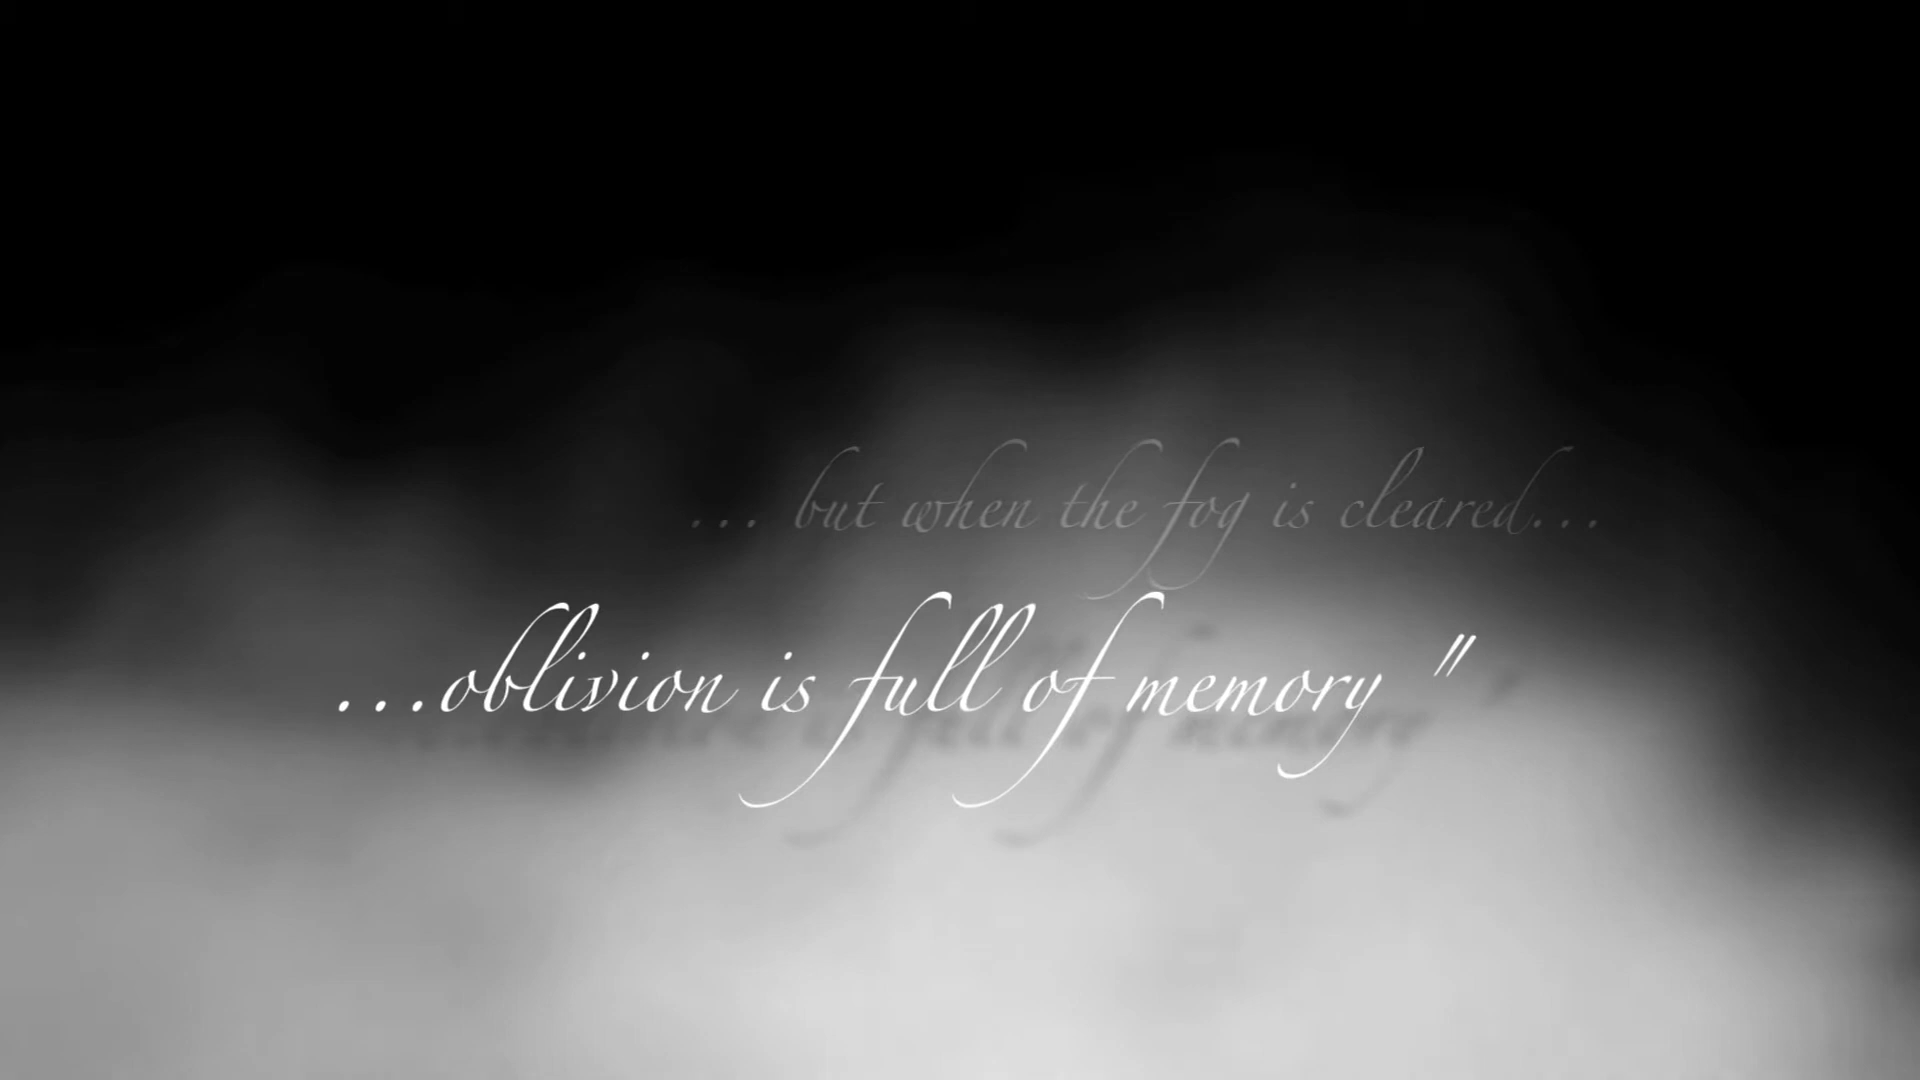 ... but when the fog is cleared...
...oblivion is full of memory "